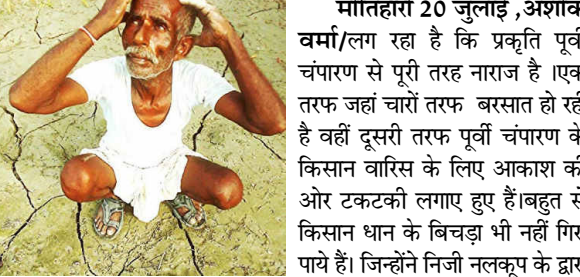 मोतिहारी 20 जुलाई ,अशोक
वर्मा/लग रहा है कि प्रकृति पूर्वी
चंपारण से पूरी तरह नाराज है ।एक
तरफ जहां चारों तरफ बरसात हो रही
है वहीं दूसरी तरफ पूर्वी चंपारण के
किसान वारिस के लिए आकाश की
ओर टकटकी लगाए हुए हैं।बहुत से
किसान धान के बिचड़ा भी नहीं गिरा
पाये हैं। जिन्होंने निजी नलकूप के द्वारा